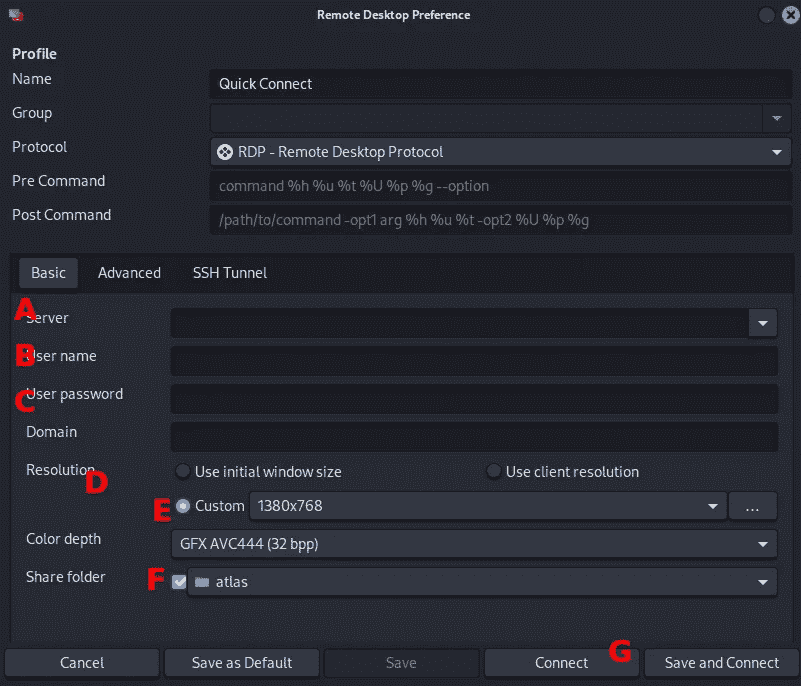 Remote Desktop Preference
Profile
Name Quick Connect
Group
Protocol RDP - Remote Desktop Protocol
Pre Command command %h %u %t %U %p %g --option
Post Command /path/to/command -opt1 arg %h %u %t -opt2 %U %p %g
Basic Advanced SSH Tunnel
A
Server
B User name
C User password
Domain
Resolution Use initial window size Use client resolution
D
E Custom 1380x768 ...
Color depth GFX AVC444 (32 bpp)
Share folder F atlas
Cancel Save as Default Save Connect G Save and Connect